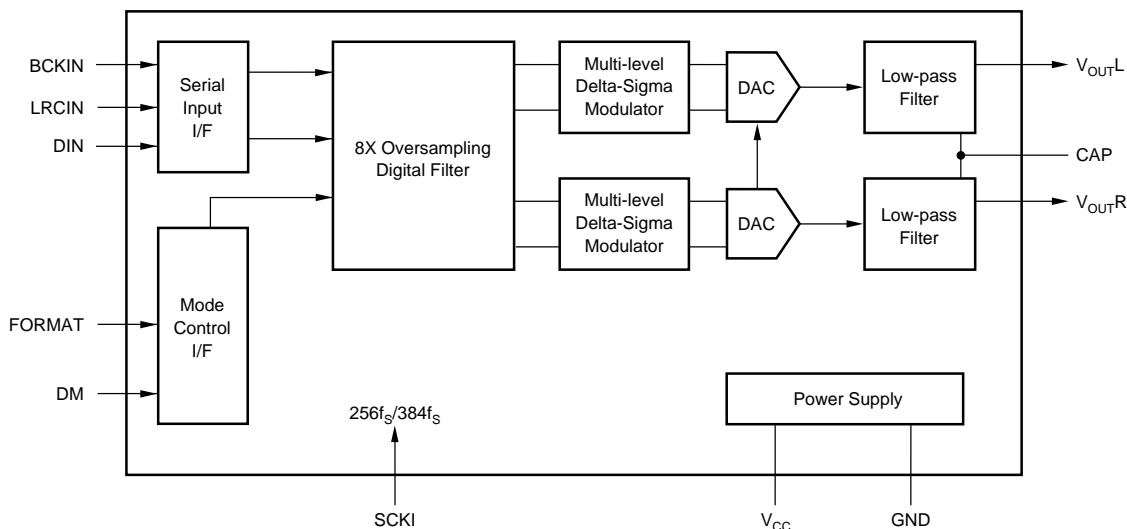 BCKIN
LRCIN
DIN
FORMAT
DM
Serial
Input
I/F
Mode
Control
I/F
8X Oversampling
Digital Filter
Multi-level
Delta-Sigma
Modulator
DAC
Low-pass
Filter
Multi-level
Delta-Sigma
Modulator
DAC
Low-pass
Filter
VOUTL
CAP
VOUTR
256fS/384fS
Power Supply
SCKI
VCC
GND